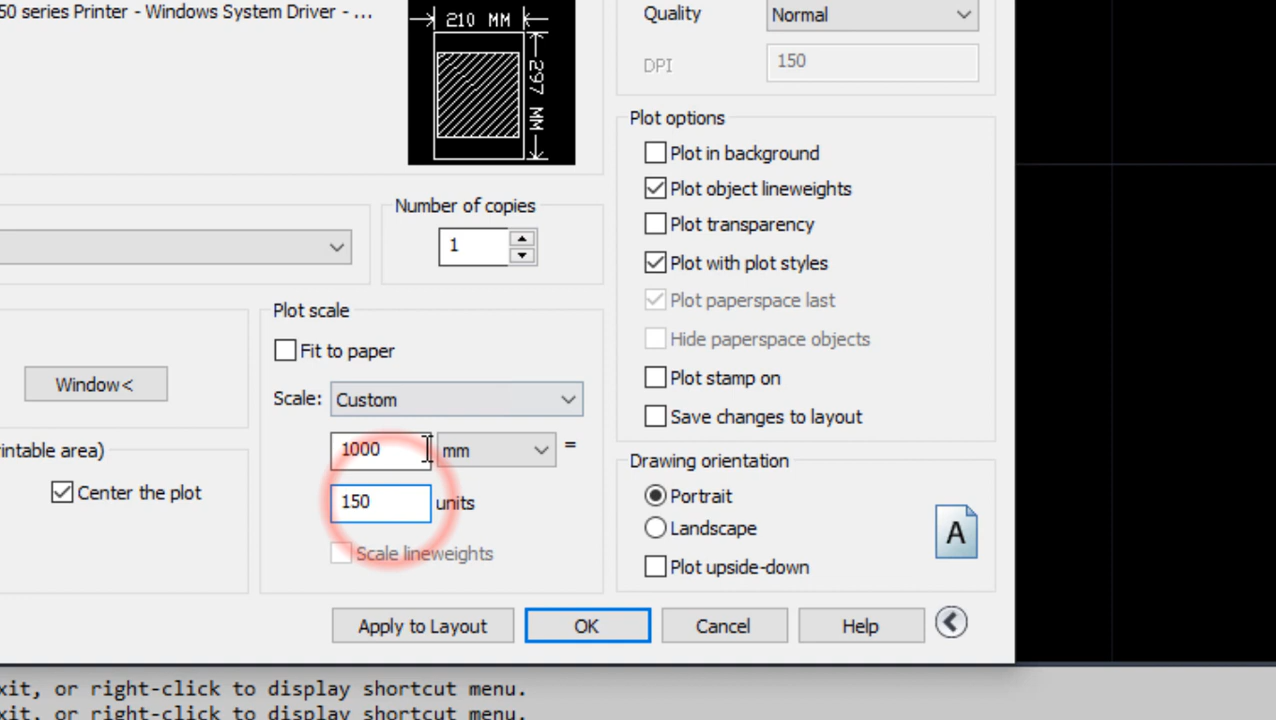 50 series Printer - Windows System Driver - ...
210 MM
297 MM
Quality
Normal
DPI
150
Plot options
Plot in background
Plot object lineweights
Plot transparency
Plot with plot styles
Plot paperspace last
Hide paperspace objects
Plot stamp on
Save changes to layout
Number of copies
1
Plot scale
Fit to paper
Scale:
Custom
1000
mm
=
150
units
Scale lineweights
Window<
rintable area)
Center the plot
Drawing orientation
Portrait
Landscape
Plot upside-down
A
Apply to Layout
OK
Cancel
Help
xit, or right-click to display shortcut menu.
xit, or right-click to display shortcut menu.